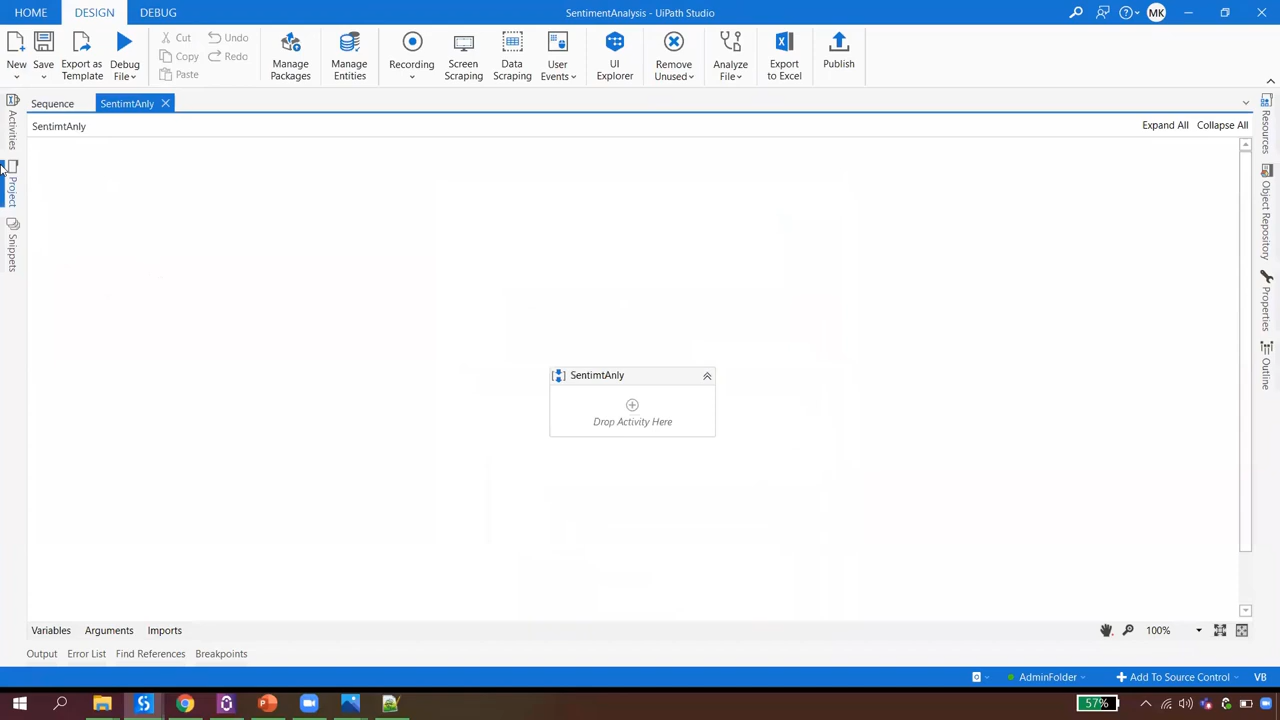 HOME DESIGN DEBUG SentimentAnalysis - UiPath Studio MK
New Save Export as Template Debug File Cut Copy Paste Undo Redo Manage Packages Manage Entities Recording Screen Scraping Data Scraping User Events UI Explorer Remove Unused Analyze File Export to Excel Publish
Sequence SentimtAnly
SentimtAnly Expand All Collapse All
Activities
Project
Snippets
Resources
Object Repository
Properties
Outline
SentimtAnly
Drop Activity Here
Variables Arguments Imports 100%
Output Error List Find References Breakpoints
AdminFolder Add To Source Control VB
57%